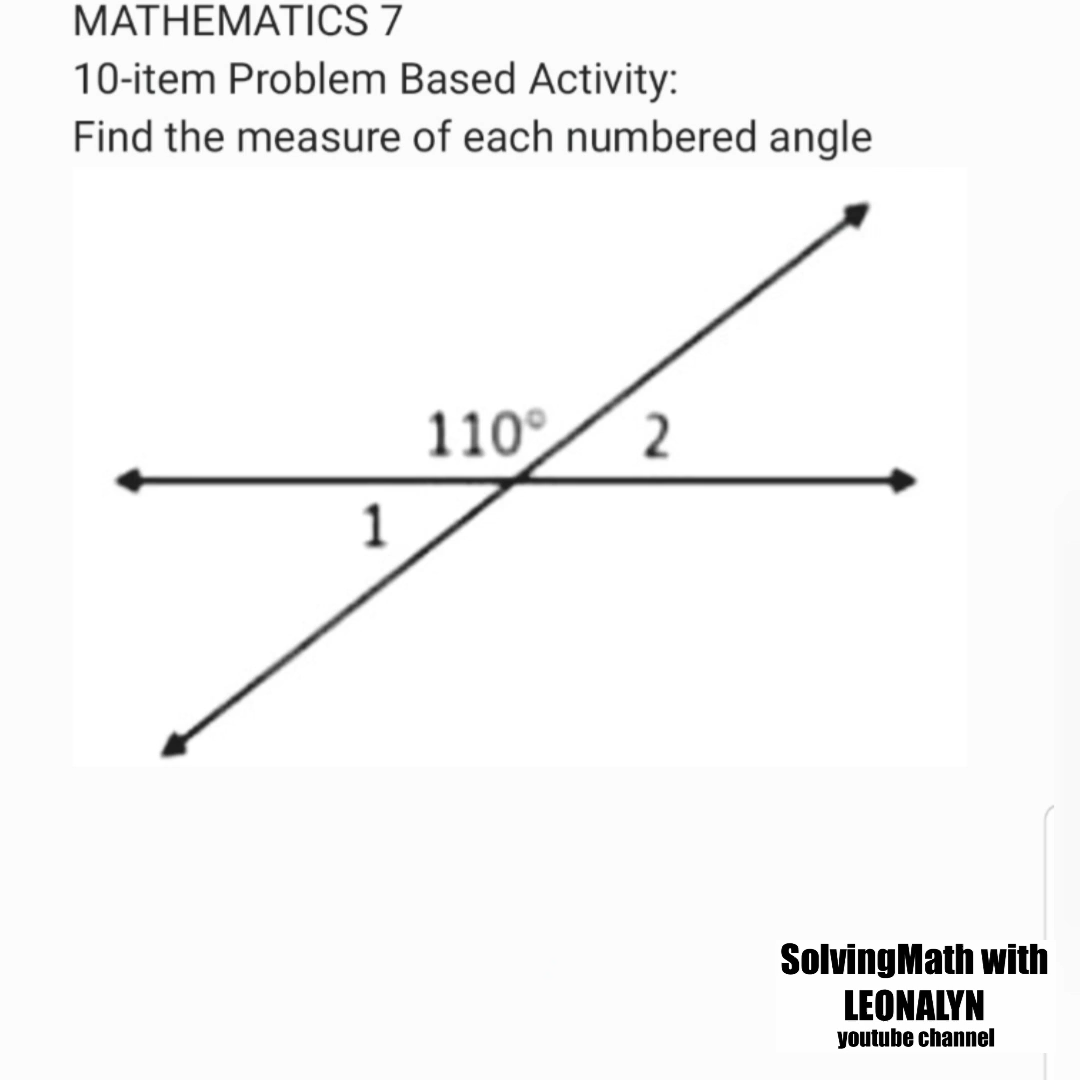 MATHEMATICS 7
10-item Problem Based Activity:
Find the measure of each numbered angle
110° 2
1
SolvingMath with
LEONALYN
youtube channel